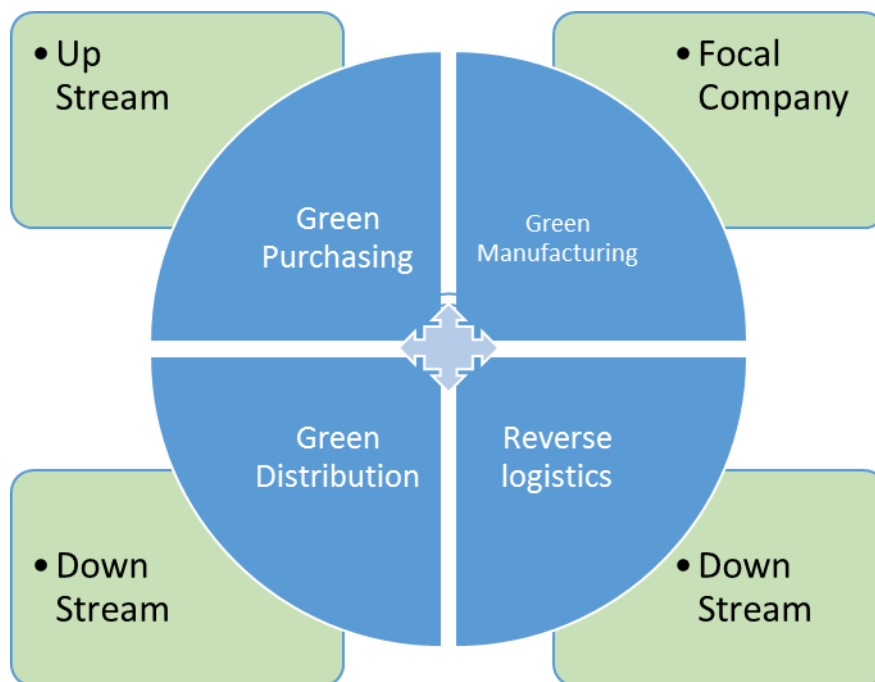 • Up
Stream
• Focal
Company
Green
Purchasing
Green
Manufacturing
Green
Distribution
Reverse
logistics
• Down
Stream
• Down
Stream